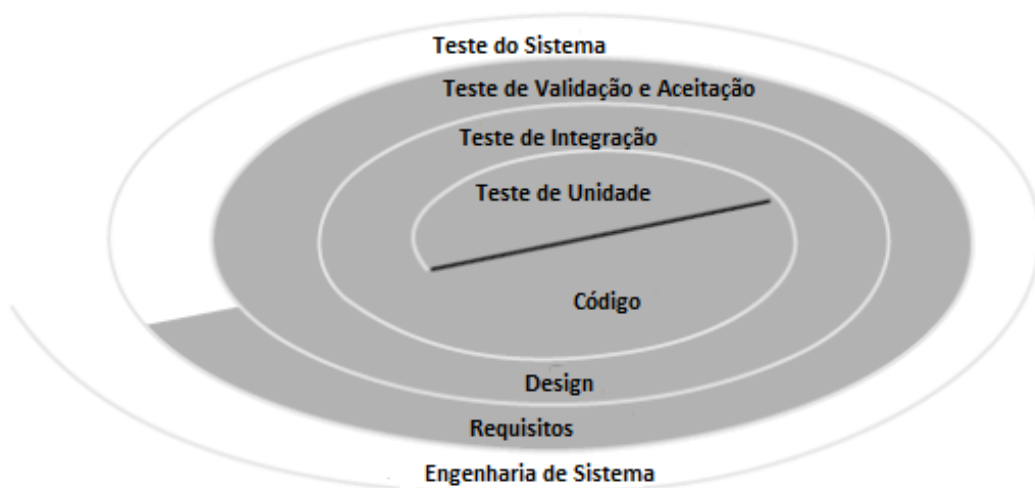 Teste do Sistema
Teste de Validação e Aceitação
Teste de Integração
Teste de Unidade
Código
Design
Requisitos
Engenharia de Sistema